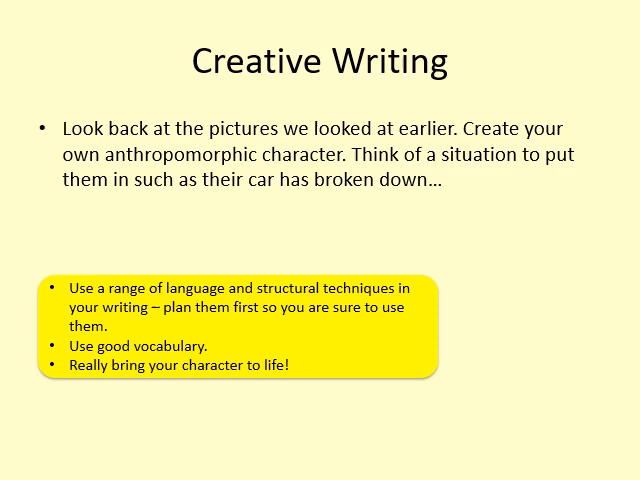 Creative Writing
• Look back at the pictures we looked at earlier. Create your
own anthropomorphic character. Think of a situation to put
them in such as their car has broken down…
• Use a range of language and structural techniques in
your writing – plan them first so you are sure to use
them.
• Use good vocabulary.
• Really bring your character to life!